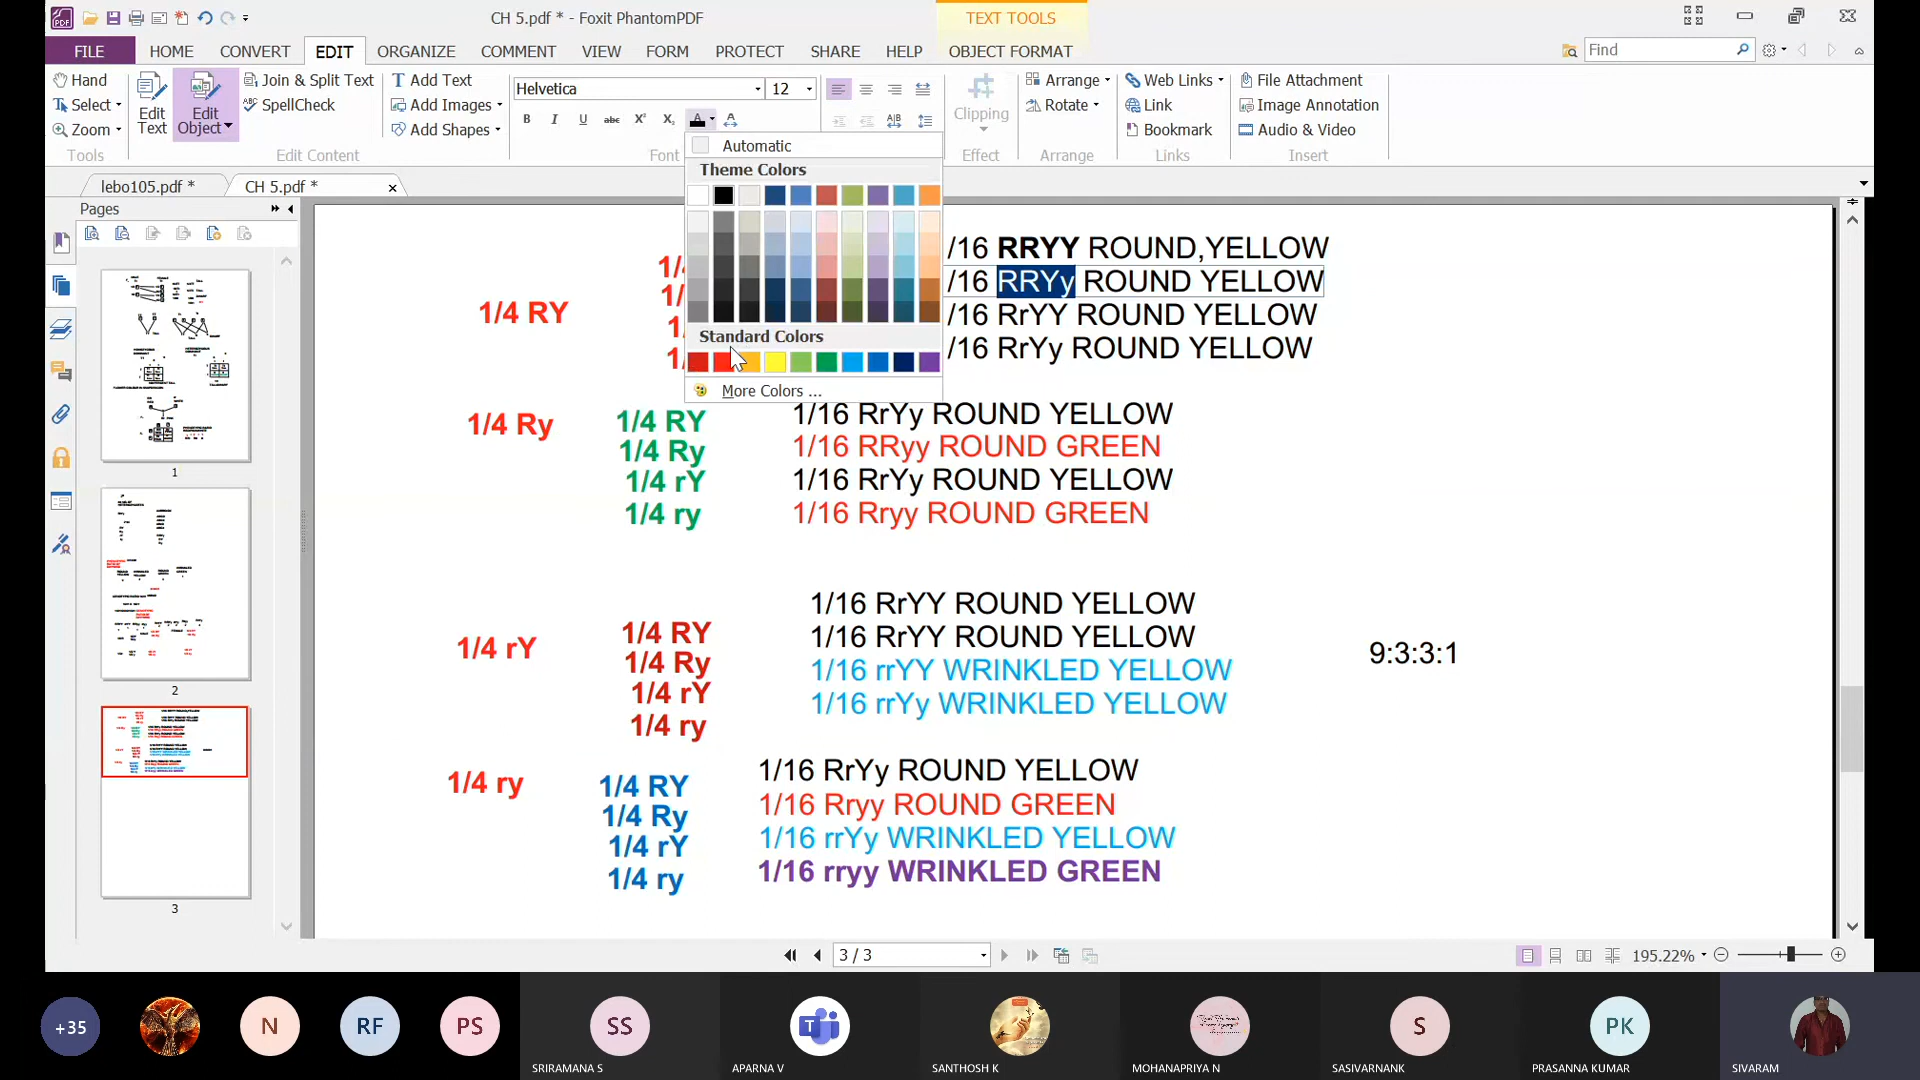 CH 5.pdf * - Foxit PhantomPDF
TEXT TOOLS
FILE HOME CONVERT EDIT ORGANIZE COMMENT VIEW FORM PROTECT SHARE HELP OBJECT FORMAT
Find
Hand
Select
Zoom
Tools
Edit Text
Edit Object
Join & Split Text
SpellCheck
Edit Content
Add Text
Add Images
Add Shapes
Helvetica 12
B I U abc X² X₂ A
Font
Clipping
Effect
Arrange
Rotate
Arrange
Web Links
Link
Bookmark
Links
File Attachment
Image Annotation
Audio & Video
Insert
lebo105.pdf *
CH 5.pdf *
Pages
Automatic
Theme Colors
Standard Colors
More Colors ...
1
2
3
/16 RRYY ROUND,YELLOW
/16 RRYy ROUND YELLOW
/16 RrYY ROUND YELLOW
/16 RrYy ROUND YELLOW
1/4 RY
1/4 Ry
1/4 RY
1/4 Ry
1/4 rY
1/4 ry
1/16 RrYy ROUND YELLOW
1/16 RRyy ROUND GREEN
1/16 RrYy ROUND YELLOW
1/16 Rryy ROUND GREEN
1/4 rY
1/4 RY
1/4 Ry
1/4 rY
1/4 ry
1/16 RrYY ROUND YELLOW
1/16 RrYY ROUND YELLOW
1/16 rrYY WRINKLED YELLOW
1/16 rrYy WRINKLED YELLOW
9:3:3:1
1/4 ry
1/4 RY
1/4 Ry
1/4 rY
1/4 ry
1/16 RrYy ROUND YELLOW
1/16 Rryy ROUND GREEN
1/16 rrYy WRINKLED YELLOW
1/16 rryy WRINKLED GREEN
3 / 3
195.22%
+35
N
RF
PS
SS
SRIRAMANA S
T
APARNA V
SANTHOSH K
MOHANAPRIYA N
S
SASIVARNANK
PK
PRASANNA KUMAR
SIVARAM